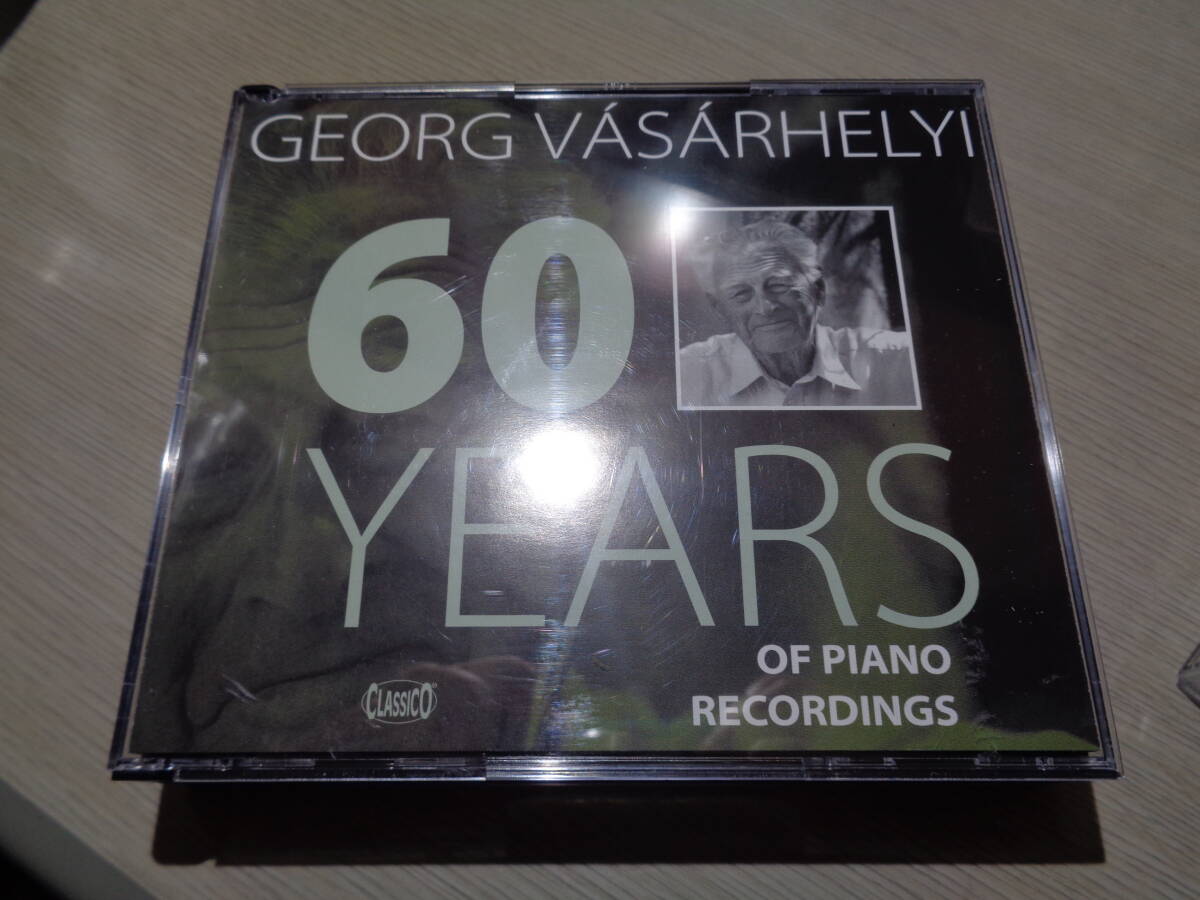 GEORG VÁSÁRHELYI
60
YEARS
OF PIANO
RECORDINGS
CLASSICO®